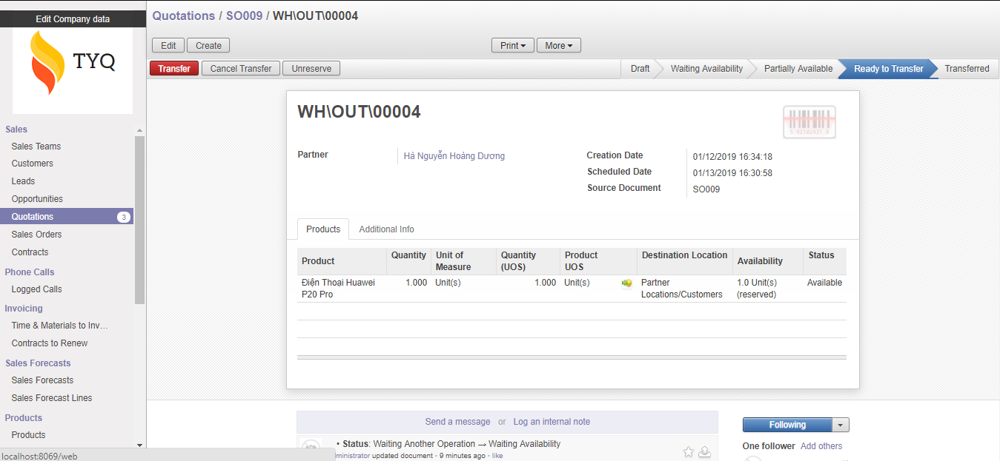 Edit Company data
TYQ
Quotations / SO009 / WH\OUT\00004
Edit
Create
Print
More
Transfer
Cancel Transfer
Unreserve
Draft
Waiting Availability
Partially Available
Ready to Transfer
Transferred
Sales
Sales Teams
Customers
Leads
Opportunities
Quotations 3
Sales Orders
Contracts
Phone Calls
Logged Calls
Invoicing
Time & Materials to Inv…
Contracts to Renew
Sales Forecasts
Sales Forecasts
Sales Forecast Lines
Products
Products
localhost:8069/web
WH\OUT\00004
Partner
Hà Nguyễn Hoàng Dương
Creation Date
01/12/2019 16:34:18
Scheduled Date
01/13/2019 16:30:58
Source Document
SO009
Products
Additional Info
Product
Quantity
Unit of
Measure
Quantity
(UOS)
Product
UOS
Destination Location
Availability
Status
Điện Thoại Huawei
P20 Pro
1.000
Unit(s)
1.000
Unit(s)
Partner
Locations/Customers
1.0 Unit(s)
(reserved)
Available
Send a message or Log an internal note
• Status: Waiting Another Operation → Waiting Availability
ministrator updated document - 9 minutes ago - like
Following
One follower Add others